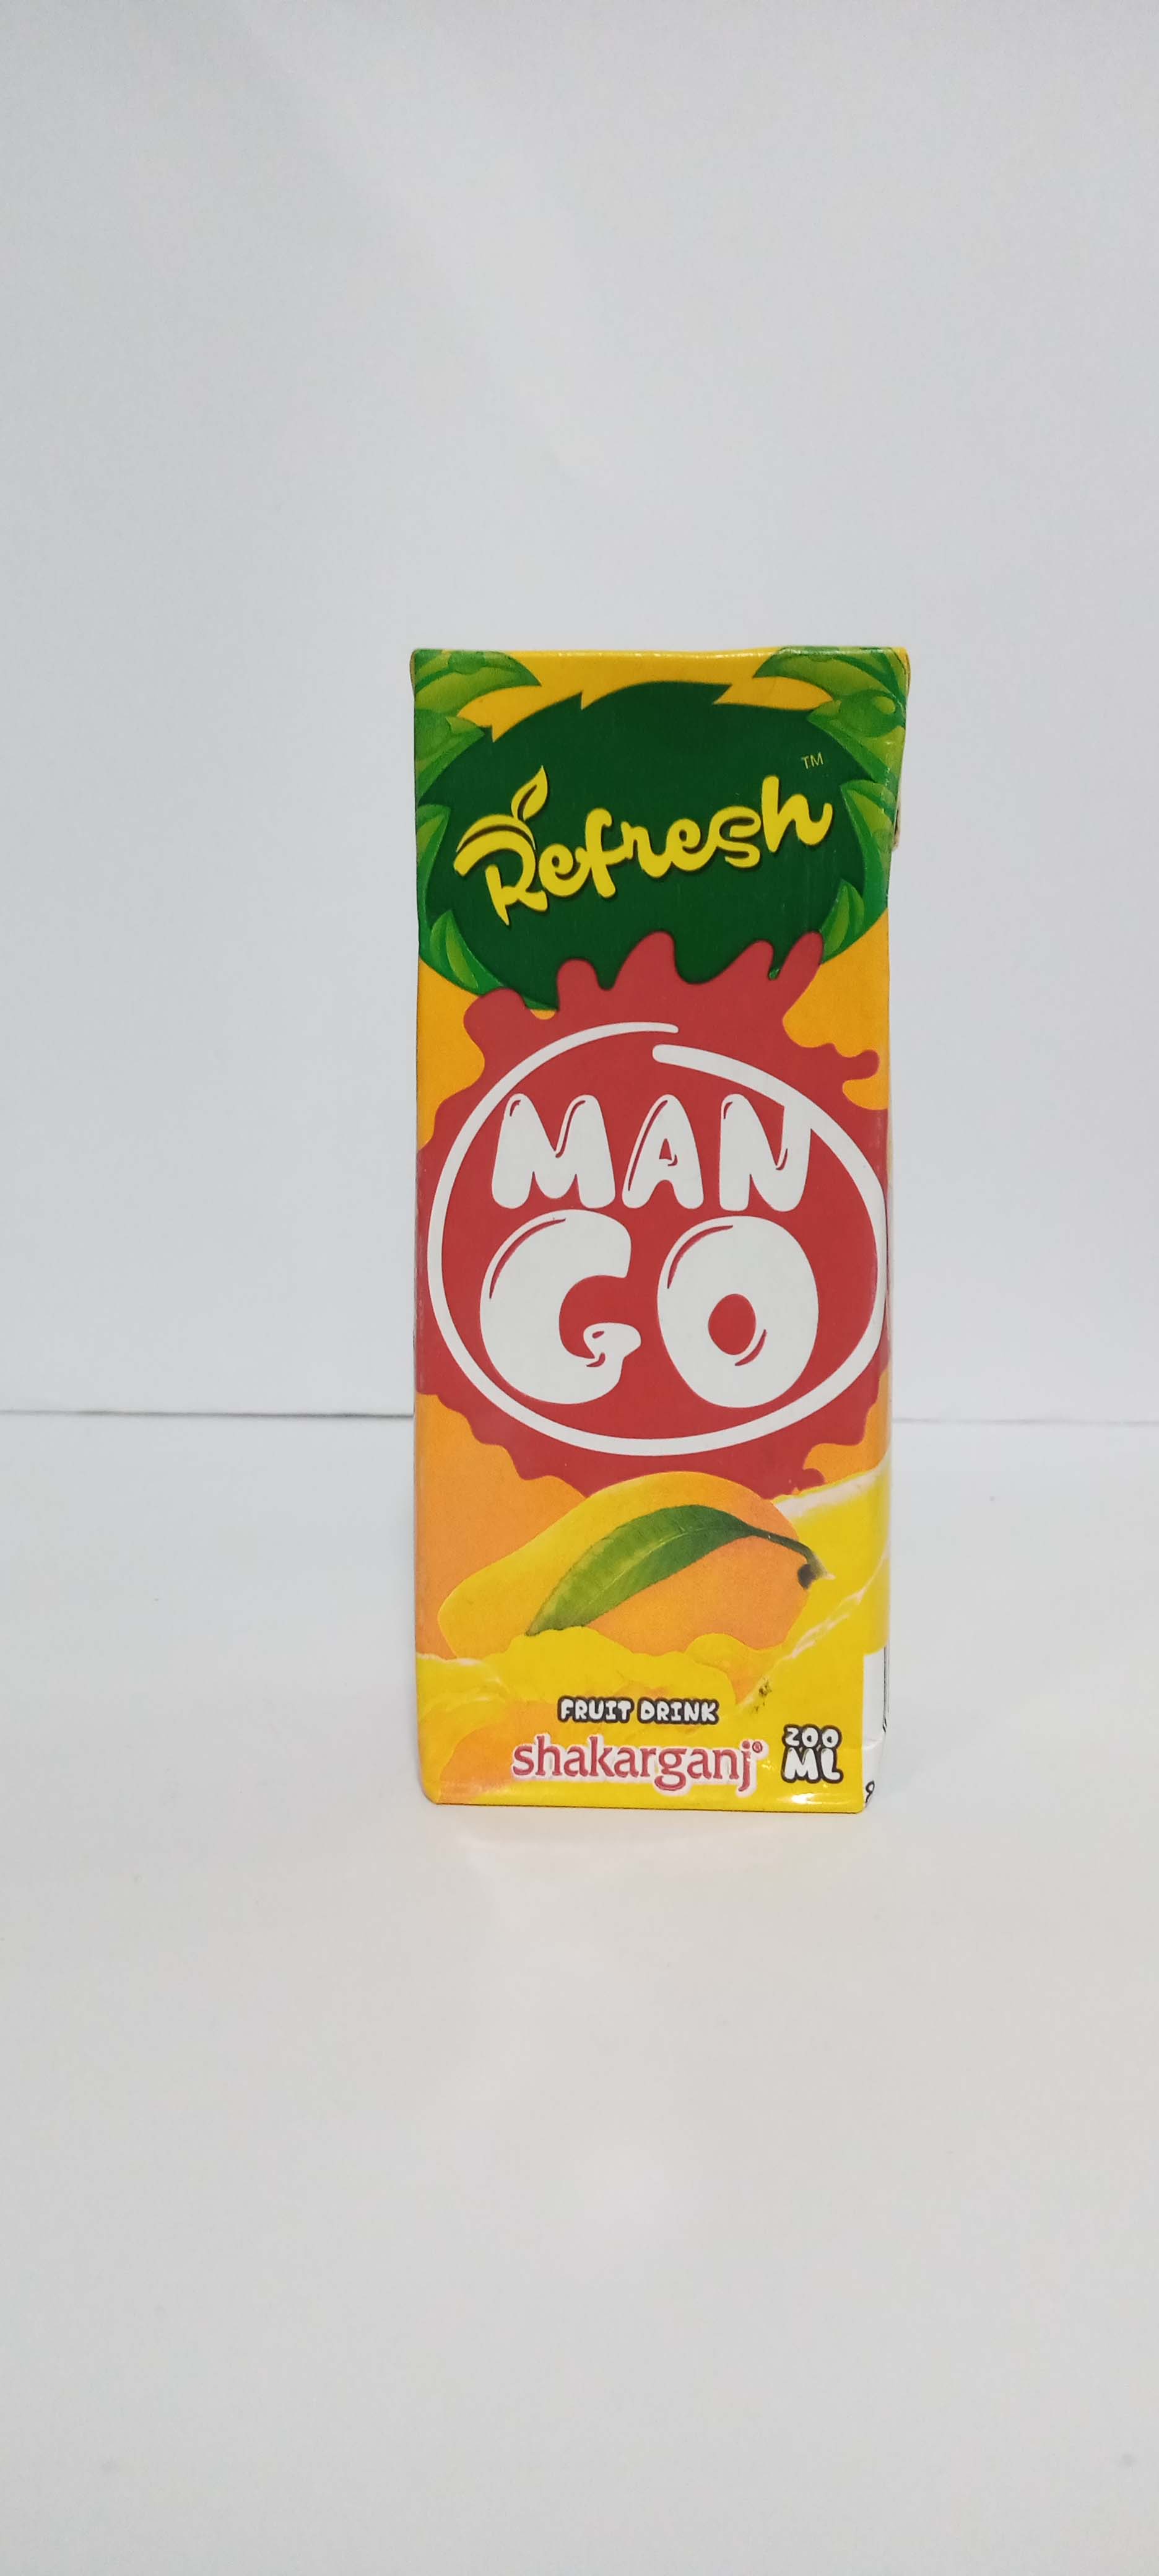 Refresh™
MAN
GO
FRUIT DRINK
shakarganj®
200
ML